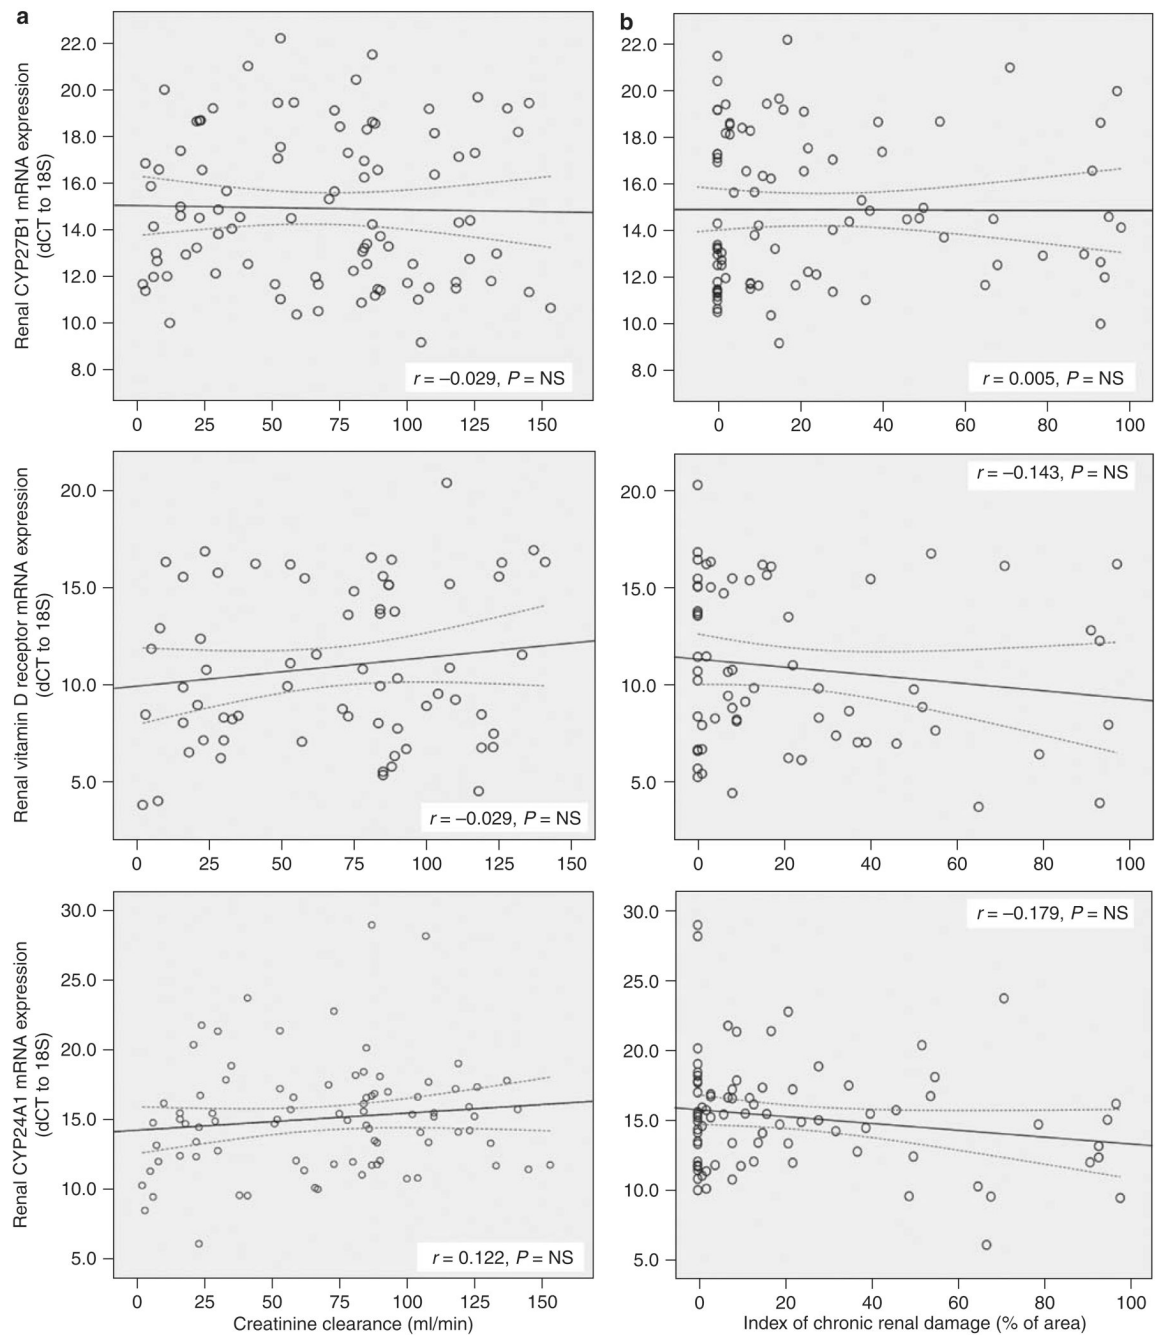 a
Renal CYP27B1 mRNA expression
(dCT to 18S)
22.0
20.0
18.0
16.0
14.0
12.0
10.0
8.0
r = –0.029, P = NS
0 25 50 75 100 125 150
b
22.0
20.0
18.0
16.0
14.0
12.0
10.0
8.0
r = 0.005, P = NS
0 20 40 60 80 100
Renal vitamin D receptor mRNA expression
(dCT to 18S)
20.0
15.0
10.0
5.0
r = –0.029, P = NS
0 25 50 75 100 125 150
r = –0.143, P = NS
20.0
15.0
10.0
5.0
0 20 40 60 80 100
Renal CYP24A1 mRNA expression
(dCT to 18S)
30.0
25.0
20.0
15.0
10.0
5.0
r = 0.122, P = NS
0 25 50 75 100 125 150
Creatinine clearance (ml/min)
r = –0.179, P = NS
30.0
25.0
20.0
15.0
10.0
5.0
0 20 40 60 80 100
Index of chronic renal damage (% of area)